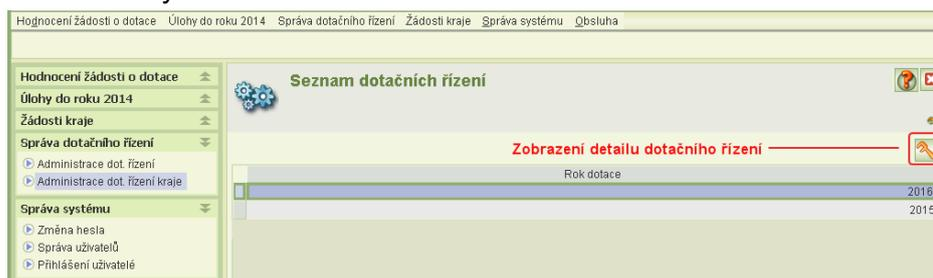 Hodnocení žádosti o dotace Úlohy do roku 2014 Správa dotačního řízení Žádosti kraje Správa systému Obsluha
Hodnocení žádosti o dotace
Úlohy do roku 2014
Žádosti kraje
Správa dotačního řízení
Administrace dot. řízení
Administrace dot. řízení kraje
Správa systému
Změna hesla
Správa uživatelů
Přihlášení uživatelé
Seznam dotačních řízení
Zobrazení detailu dotačního řízení
Rok dotace
2016
2015